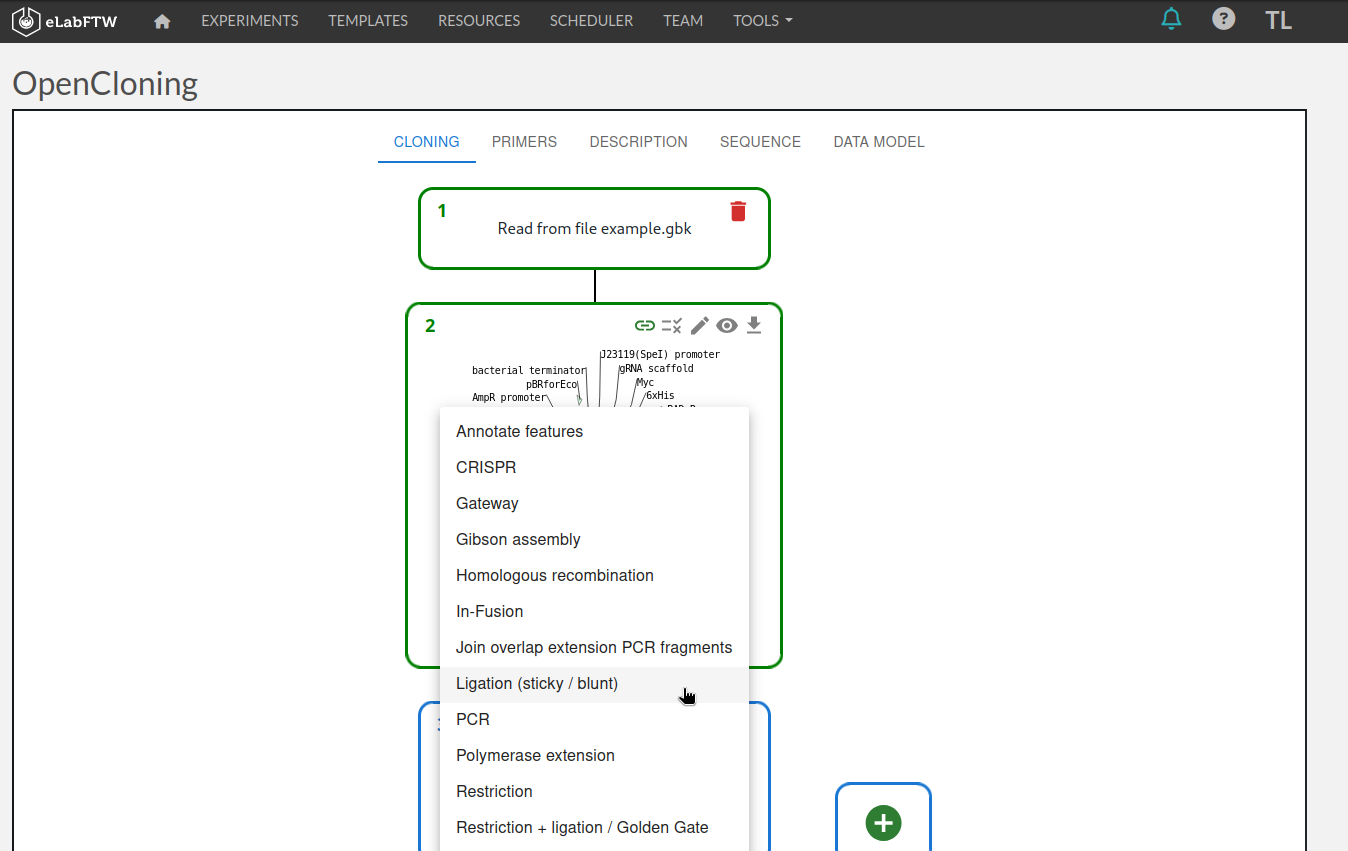 eLabFTW
EXPERIMENTS
TEMPLATES
RESOURCES
SCHEDULER
TEAM
TOOLS
?
TL
OpenCloning
CLONING
PRIMERS
DESCRIPTION
SEQUENCE
DATA MODEL
1
Read from file example.gbk
2
J23119(SpeI) promoter
bacterial terminator
gRNA scaffold
pBRforEco
Myc
AmpR promoter
6xHis
Annotate features
CRISPR
Gateway
Gibson assembly
Homologous recombination
In-Fusion
Join overlap extension PCR fragments
Ligation (sticky / blunt)
PCR
Polymerase extension
Restriction
Restriction + ligation / Golden Gate